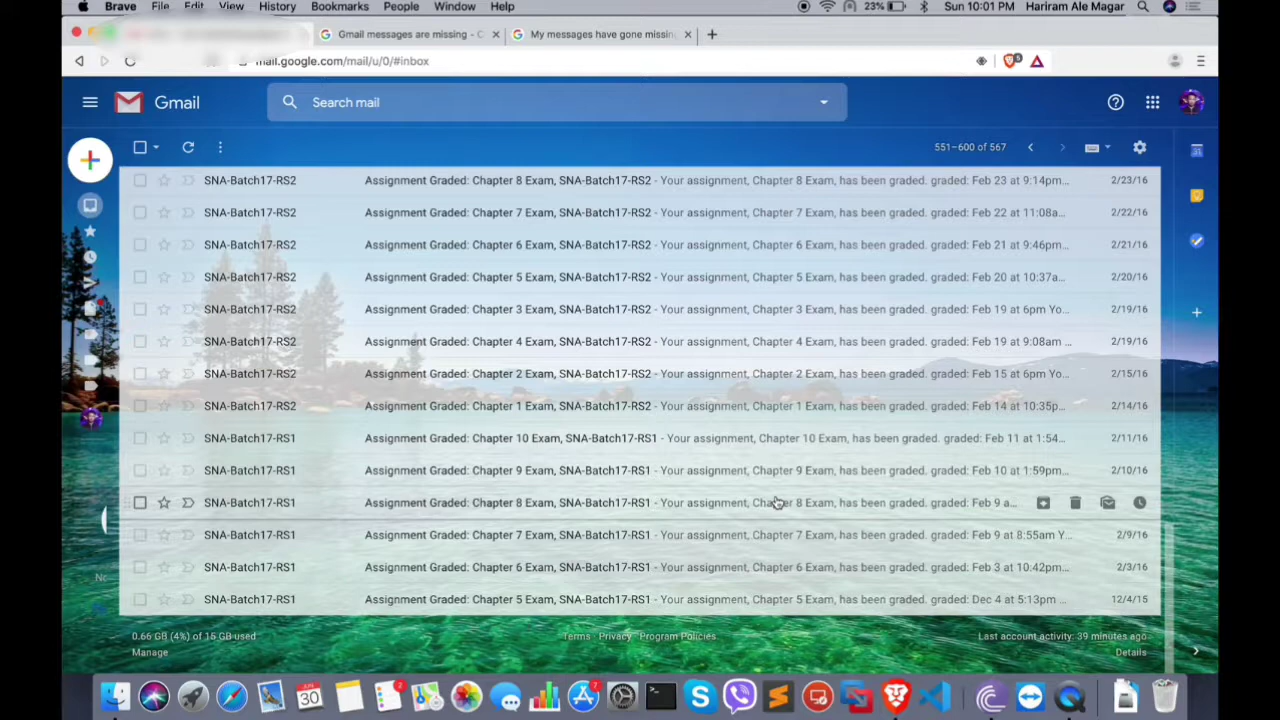 Brave File Edit View History Bookmarks People Window Help 23% Sun 10:01 PM Hariram Ale Magar
Gmail messages are missing - C
My messages have gone missing
mail.google.com/mail/u/0/#inbox
Gmail Search mail
551–600 of 567
SNA-Batch17-RS2 Assignment Graded: Chapter 8 Exam, SNA-Batch17-RS2 - Your assignment, Chapter 8 Exam, has been graded. graded: Feb 23 at 9:14pm... 2/23/16
SNA-Batch17-RS2 Assignment Graded: Chapter 7 Exam, SNA-Batch17-RS2 - Your assignment, Chapter 7 Exam, has been graded. graded: Feb 22 at 11:08a... 2/22/16
SNA-Batch17-RS2 Assignment Graded: Chapter 6 Exam, SNA-Batch17-RS2 - Your assignment, Chapter 6 Exam, has been graded. graded: Feb 21 at 9:46pm... 2/21/16
SNA-Batch17-RS2 Assignment Graded: Chapter 5 Exam, SNA-Batch17-RS2 - Your assignment, Chapter 5 Exam, has been graded. graded: Feb 20 at 10:37a... 2/20/16
SNA-Batch17-RS2 Assignment Graded: Chapter 3 Exam, SNA-Batch17-RS2 - Your assignment, Chapter 3 Exam, has been graded. graded: Feb 19 at 6pm Yo... 2/19/16
SNA-Batch17-RS2 Assignment Graded: Chapter 4 Exam, SNA-Batch17-RS2 - Your assignment, Chapter 4 Exam, has been graded. graded: Feb 19 at 9:08am ... 2/19/16
SNA-Batch17-RS2 Assignment Graded: Chapter 2 Exam, SNA-Batch17-RS2 - Your assignment, Chapter 2 Exam, has been graded. graded: Feb 15 at 6pm Yo... 2/15/16
SNA-Batch17-RS2 Assignment Graded: Chapter 1 Exam, SNA-Batch17-RS2 - Your assignment, Chapter 1 Exam, has been graded. graded: Feb 14 at 10:35p... 2/14/16
SNA-Batch17-RS1 Assignment Graded: Chapter 10 Exam, SNA-Batch17-RS1 - Your assignment, Chapter 10 Exam, has been graded. graded: Feb 11 at 1:54... 2/11/16
SNA-Batch17-RS1 Assignment Graded: Chapter 9 Exam, SNA-Batch17-RS1 - Your assignment, Chapter 9 Exam, has been graded. graded: Feb 10 at 1:59pm... 2/10/16
SNA-Batch17-RS1 Assignment Graded: Chapter 8 Exam, SNA-Batch17-RS1 - Your assignment, Chapter 8 Exam, has been graded. graded: Feb 9 a...
SNA-Batch17-RS1 Assignment Graded: Chapter 7 Exam, SNA-Batch17-RS1 - Your assignment, Chapter 7 Exam, has been graded. graded: Feb 9 at 8:55am Y... 2/9/16
SNA-Batch17-RS1 Assignment Graded: Chapter 6 Exam, SNA-Batch17-RS1 - Your assignment, Chapter 6 Exam, has been graded. graded: Feb 3 at 10:42pm... 2/3/16
SNA-Batch17-RS1 Assignment Graded: Chapter 5 Exam, SNA-Batch17-RS1 - Your assignment, Chapter 5 Exam, has been graded. graded: Dec 4 at 5:13pm ... 12/4/15
0.66 GB (4%) of 15 GB used Terms · Privacy · Program Policies Last account activity: 39 minutes ago
Manage Details
JUN
30